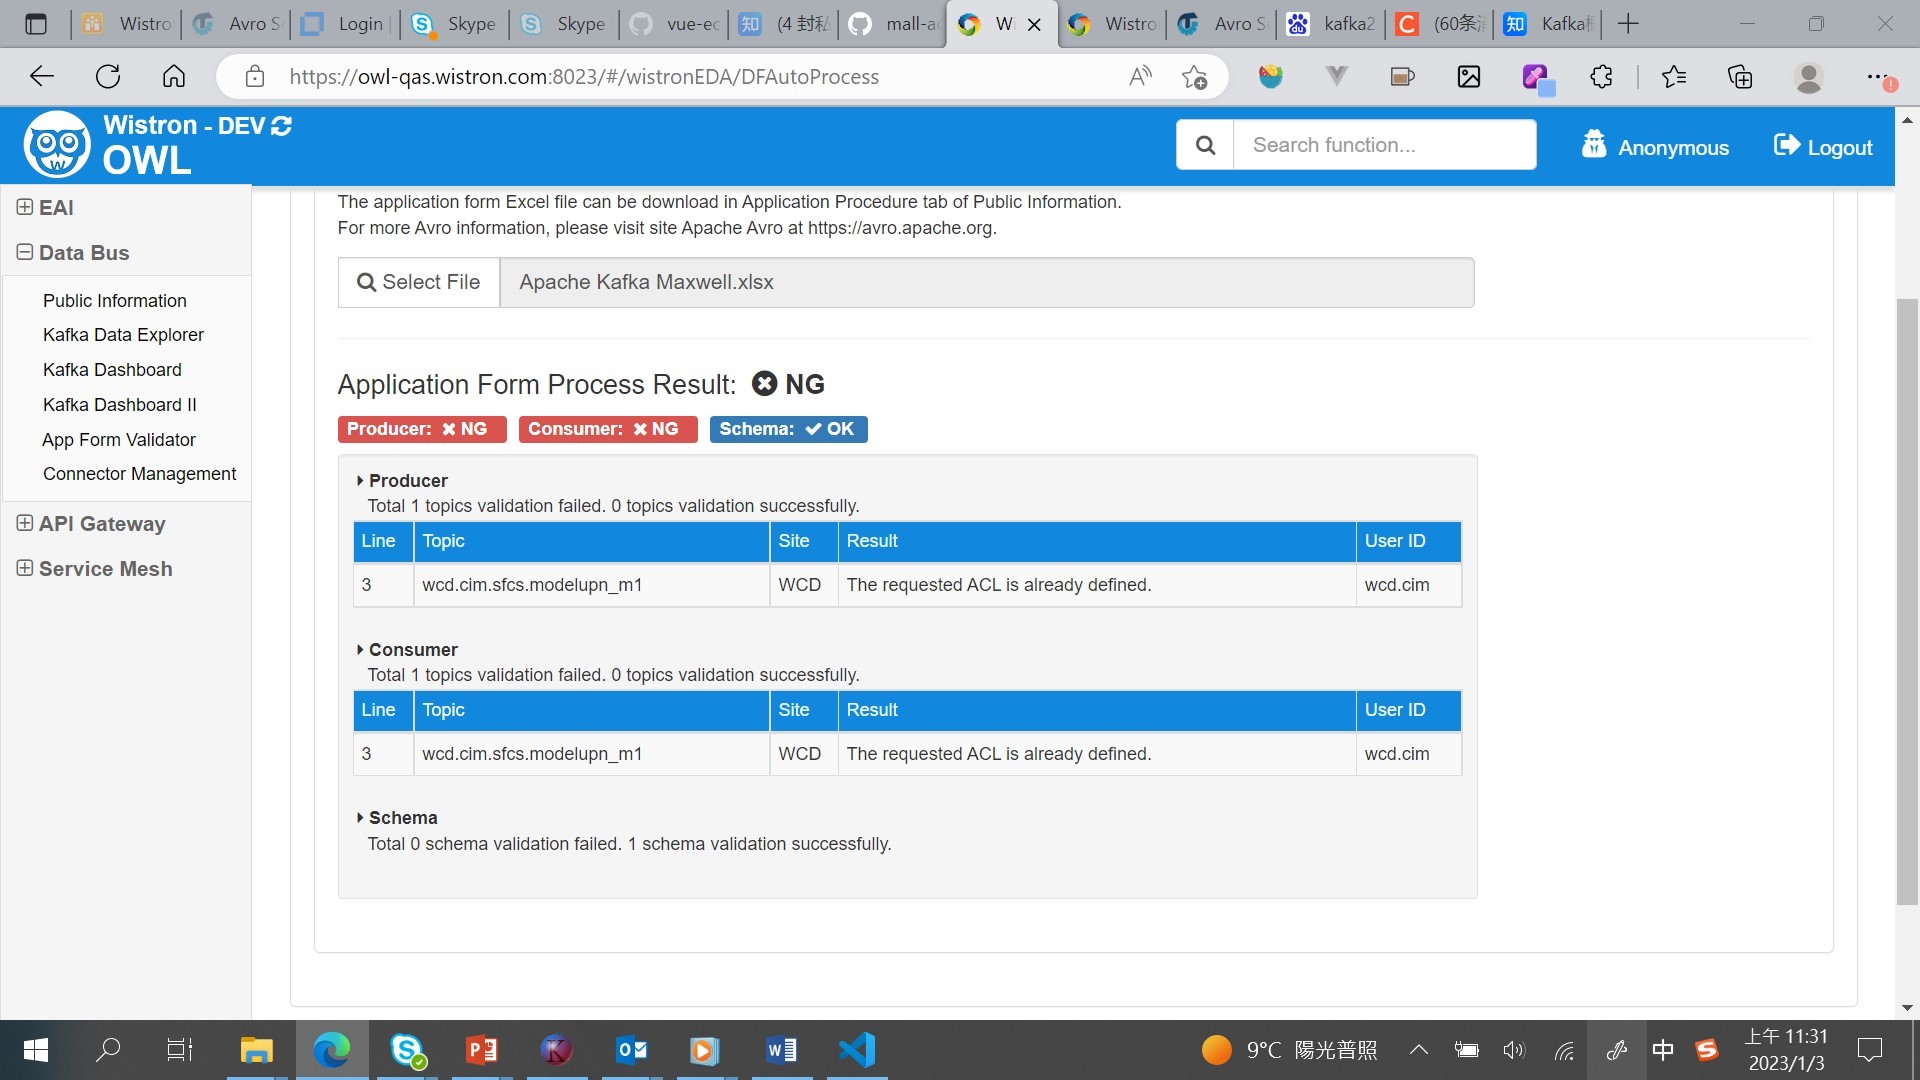 Wistro
Avro S
Login
Skype
Skype
vue-ec
知
(4 封私
mall-a
Wi
Wistro
Avro S
kafka2
C
(60条
知
Kafka
https://owl-qas.wistron.com:8023/#/wistronEDA/DFAutoProcess
Wistron - DEV
OWL
Search function...
Anonymous
Logout
EAI
Data Bus
Public Information
Kafka Data Explorer
Kafka Dashboard
Kafka Dashboard II
App Form Validator
Connector Management
API Gateway
Service Mesh
The application form Excel file can be download in Application Procedure tab of Public Information.
For more Avro information, please visit site Apache Avro at https://avro.apache.org.
Select File
Apache Kafka Maxwell.xlsx
Application Form Process Result: NG
Producer: NG
Consumer: NG
Schema: OK
Producer
Total 1 topics validation failed. 0 topics validation successfully.
Line Topic Site Result User ID
3 wcd.cim.sfcs.modelupn_m1 WCD The requested ACL is already defined. wcd.cim
Consumer
Total 1 topics validation failed. 0 topics validation successfully.
Line Topic Site Result User ID
3 wcd.cim.sfcs.modelupn_m1 WCD The requested ACL is already defined. wcd.cim
Schema
Total 0 schema validation failed. 1 schema validation successfully.
9°C 陽光普照
中
上午 11:31
2023/1/3